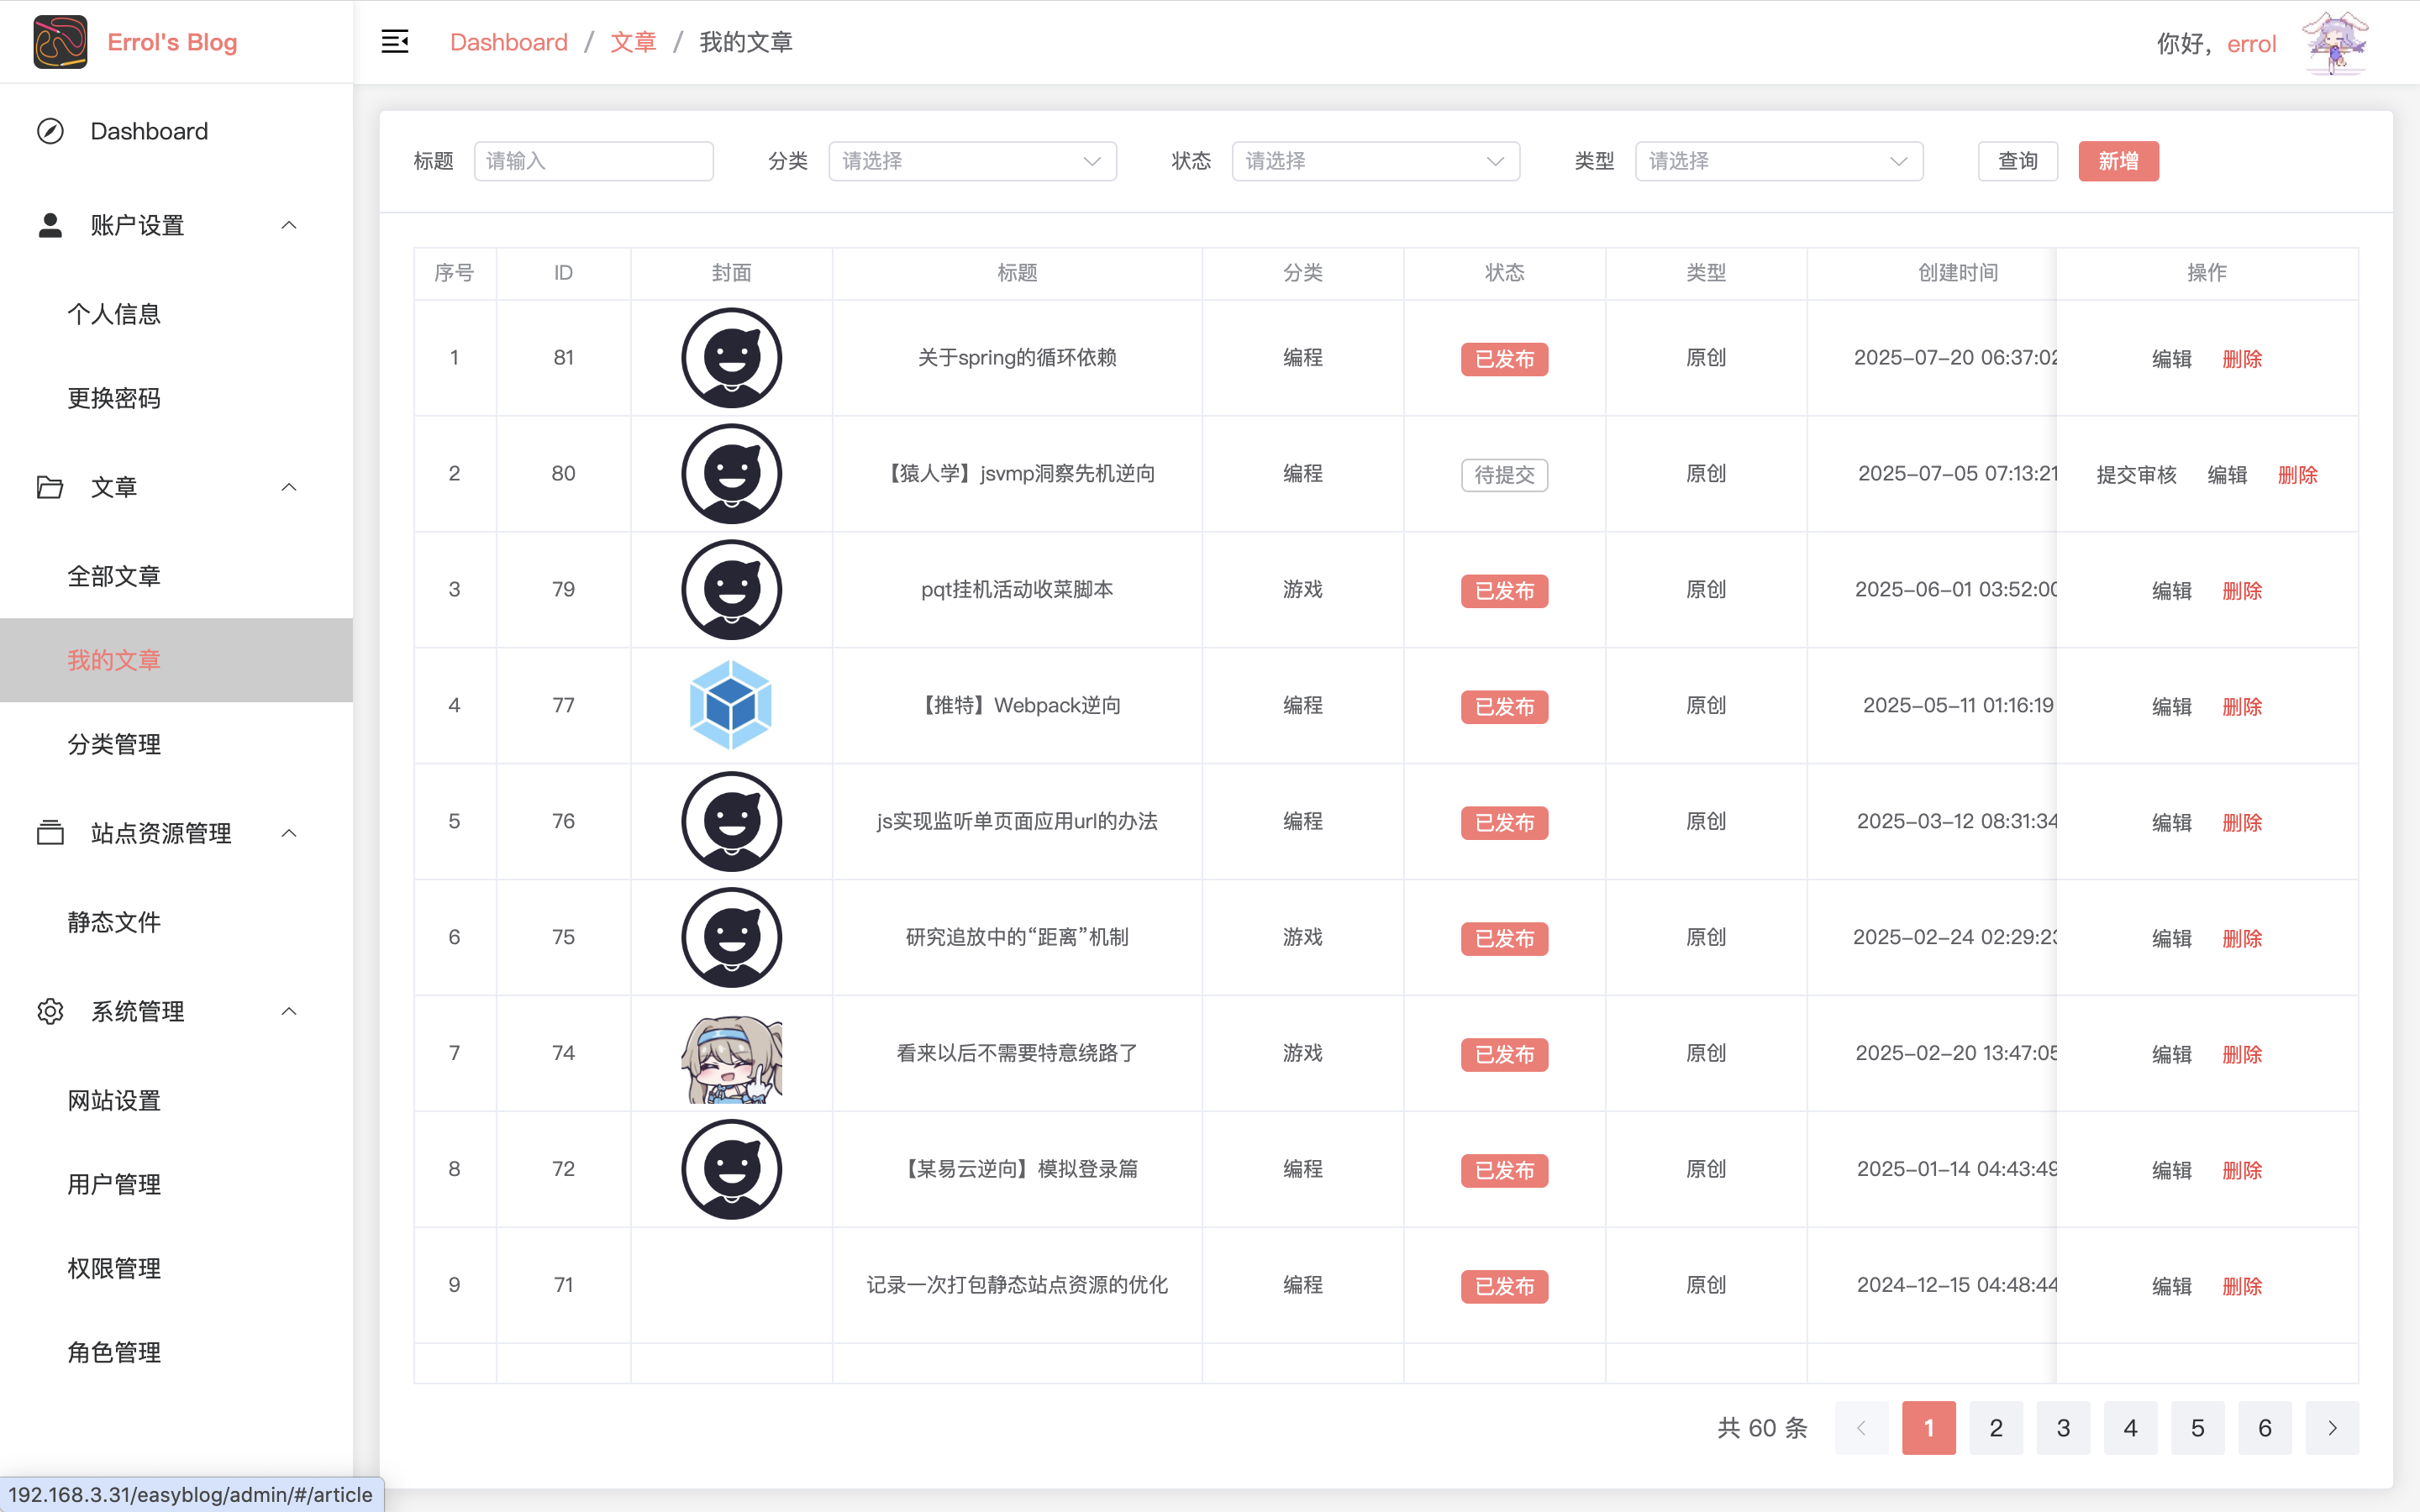 Errol's Blog
Dashboard / 文章 / 我的文章
你好，errol
Dashboard
账户设置
个人信息
更换密码
文章
全部文章
我的文章
分类管理
站点资源管理
静态文件
系统管理
网站设置
用户管理
权限管理
角色管理
标题 请输入 分类 请选择 状态 请选择 类型 请选择 查询 新增
序号 ID 封面 标题 分类 状态 类型 创建时间 操作
1 81 关于spring的循环依赖 编程 已发布 原创 2025-07-20 06:37:02 编辑 删除
2 80 【猿人学】jsvmp洞察先机逆向 编程 待提交 原创 2025-07-05 07:13:21 提交审核 编辑 删除
3 79 pqt挂机活动收菜脚本 游戏 已发布 原创 2025-06-01 03:52:00 编辑 删除
4 77 【推特】Webpack逆向 编程 已发布 原创 2025-05-11 01:16:19 编辑 删除
5 76 js实现监听单页面应用url的办法 编程 已发布 原创 2025-03-12 08:31:34 编辑 删除
6 75 研究追放中的“距离”机制 游戏 已发布 原创 2025-02-24 02:29:23 编辑 删除
7 74 看来以后不需要特意绕路了 游戏 已发布 原创 2025-02-20 13:47:05 编辑 删除
8 72 【某易云逆向】模拟登录篇 编程 已发布 原创 2025-01-14 04:43:49 编辑 删除
9 71 记录一次打包静态站点资源的优化 编程 已发布 原创 2024-12-15 04:48:44 编辑 删除
共 60 条 1 2 3 4 5 6
192.168.3.31/easyblog/admin/#/article